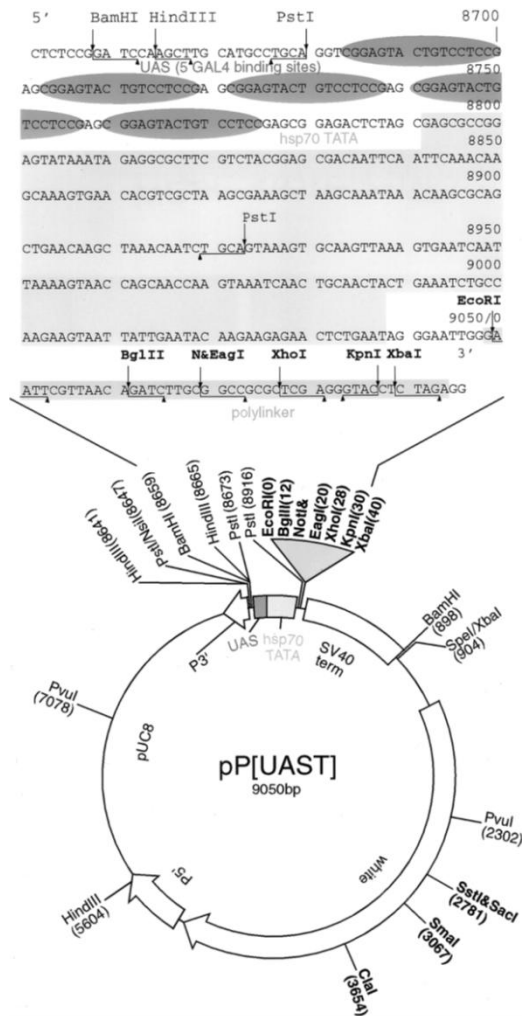 5' BamHI HindIII PstI 8700
CTCTCCGGGA TCCAAGCTTG CATGCCTGCA GGTCGGAGTA CTGTCCTCCG
UAS (5 GAL4 binding sites) 8750
AGCGGAGTAC TGTCCTCCGA GCGGAGTACT GTCCTCCGAG CGGAGTACTG
8800
TCCTCCGAGC GGAGTACTGT CCTCCGAGCG GAGACTCTAG CGAGCGCCGG
hsp70 TATA 8850
AGTATAAATA GAGGCGCTTC GTCTACGGAG CGACAATTCA ATTCAAACAA
8900
GCAAAGTGAA CACGTCGCTA AGCGAAAGCT AAGCAAATAA ACAAGCGCAG
PstI 8950
CTGAACAAGC TAAACAATCT GCAGTAAAGT GCAAGTTAAA GTGAATCAAT
9000
TAAAAGTAAC CAGCAACCAA GTAAATCAAC TGCAACTACT GAAATCTGCC
EcoRI
9050/0
AAGAAGTAAT TATTGAATAC AAGAAGAGAA CTCTGAATAG GGAATTGGGA
BglII N&EagI XhoI KpnI XbaI 3'
ATTCGTTAAC AGATCTTGCG GCCGCGCTCG AGGGTACCTC TAGAGG
polylinker
HindIII(8641)
PstI/NsiI(8647)
BamHI(8659)
HindIII(8665)
PstI (8673)
PstI (8916)
EcoRI(0)
BglII(12)
NotI&
EagI(20)
XhoI(28)
KpnI(30)
XbaI(40)
P3'
UAS
hsp70
TATA
SV40
term
BamHI
(898)
SpeI/XbaI
(904)
PvuI
(7078)
pUC8
pP[UAST]
9050bp
PvuI
(2302)
white
SstI&SacI
(2781)
SmaI
(3067)
ClaI
(3654)
P5'
HindIII
(5604)